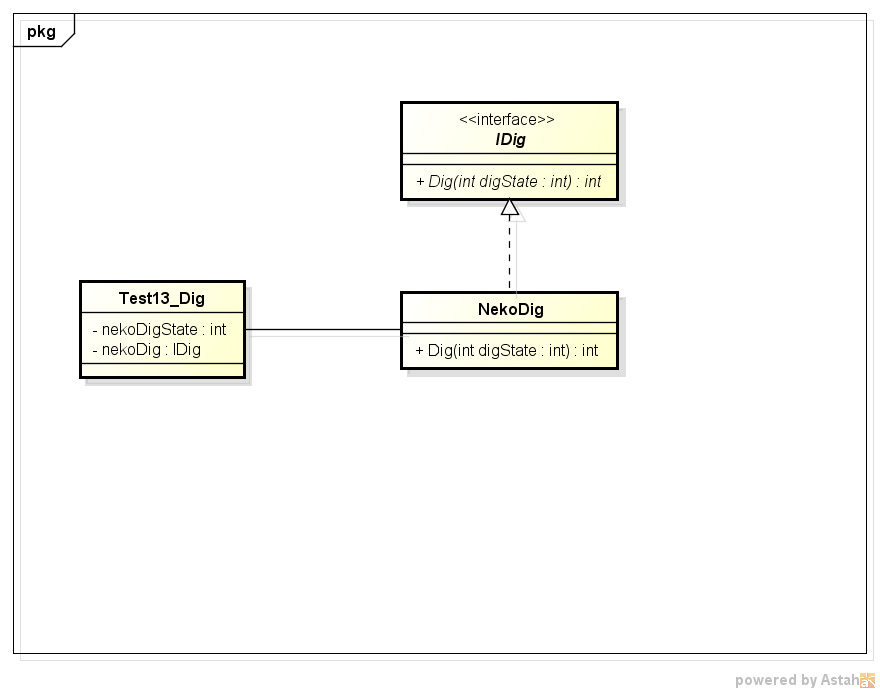 pkg
<<interface>>
IDig
+ Dig(int digState : int) : int
Test13_Dig
- nekoDigState : int
- nekoDig : IDig
NekoDig
+ Dig(int digState : int) : int
powered by Astah